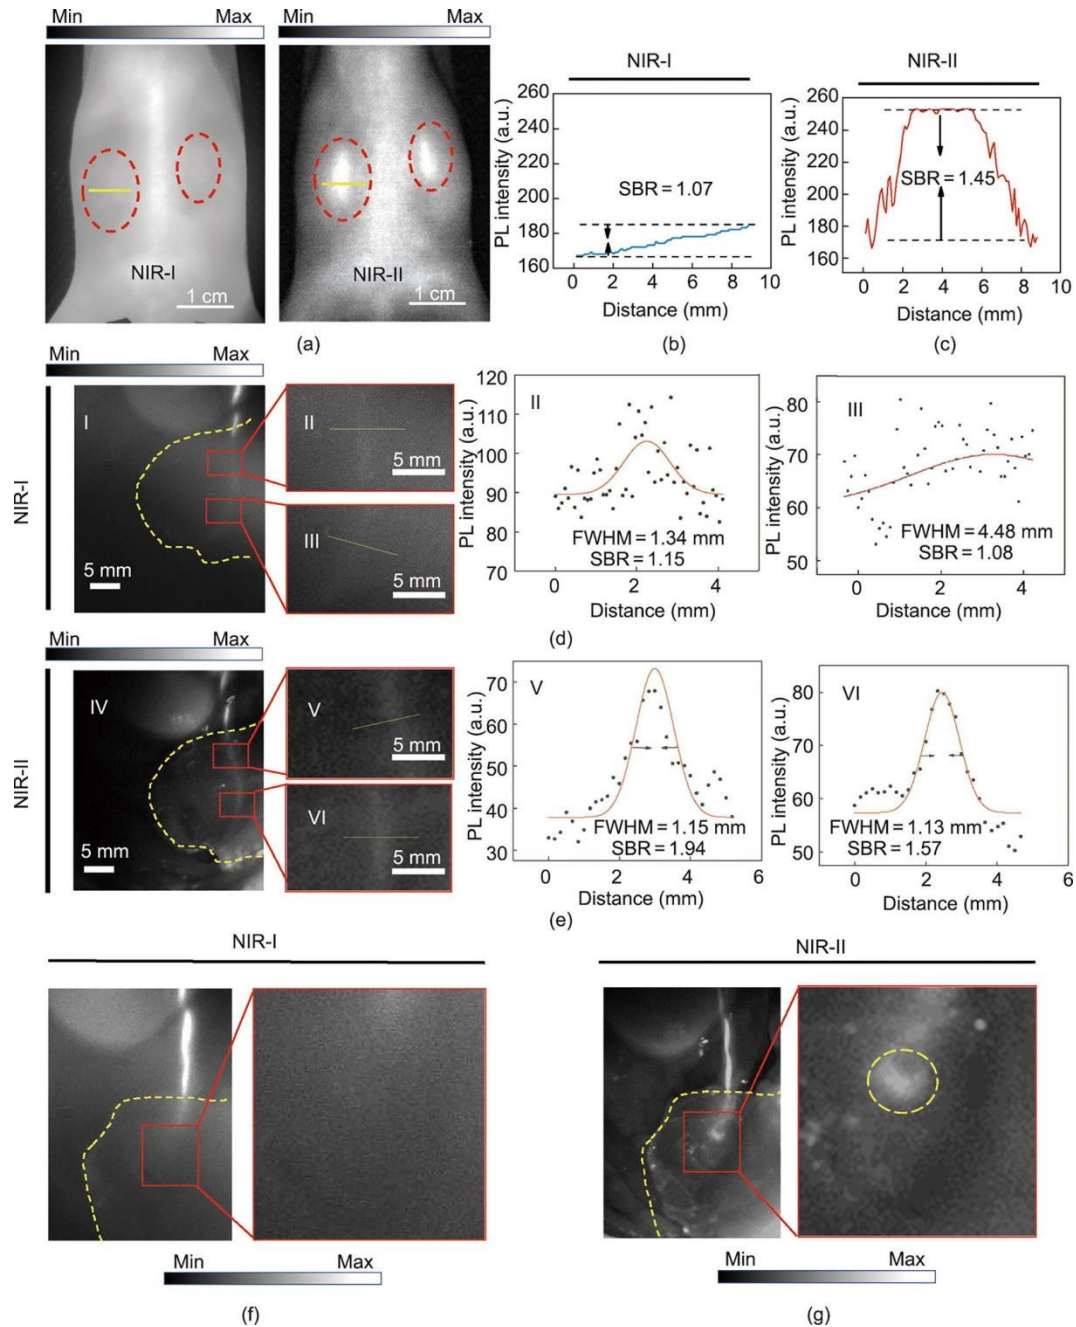 Min Max Min Max
NIR-I
NIR-II
1 cm
1 cm
(a)
NIR-I
PL intensity (a.u.)
260
240
220
200
180
160
SBR = 1.07
0 2 4 6 8 10
Distance (mm)
(b)
NIR-II
PL intensity (a.u.)
260
240
220
200
180
160
SBR = 1.45
0 2 4 6 8 10
Distance (mm)
(c)
Min Max
NIR-I
I
5 mm
II
5 mm
III
5 mm
II
PL intensity (a.u.)
120
110
100
90
80
70
FWHM = 1.34 mm
SBR = 1.15
0 2 4
Distance (mm)
III
PL intensity (a.u.)
80
70
60
50
FWHM = 4.48 mm
SBR = 1.08
0 2 4
Distance (mm)
(d)
Min Max
NIR-II
IV
5 mm
V
5 mm
VI
5 mm
V
PL intensity (a.u.)
70
60
50
40
30
FWHM = 1.15 mm
SBR = 1.94
0 2 4 6
Distance (mm)
VI
PL intensity (a.u.)
80
70
60
50
FWHM = 1.13 mm
SBR = 1.57
0 2 4 6
Distance (mm)
(e)
NIR-I
Min Max
(f)
NIR-II
Min Max
(g)